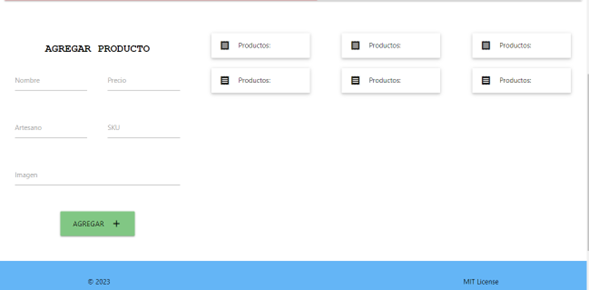 AGREGAR PRODUCTO
Nombre
Precio
Artesano
SKU
Imagen
AGREGAR +
Productos:
Productos:
Productos:
Productos:
Productos:
Productos:
© 2023
MIT License